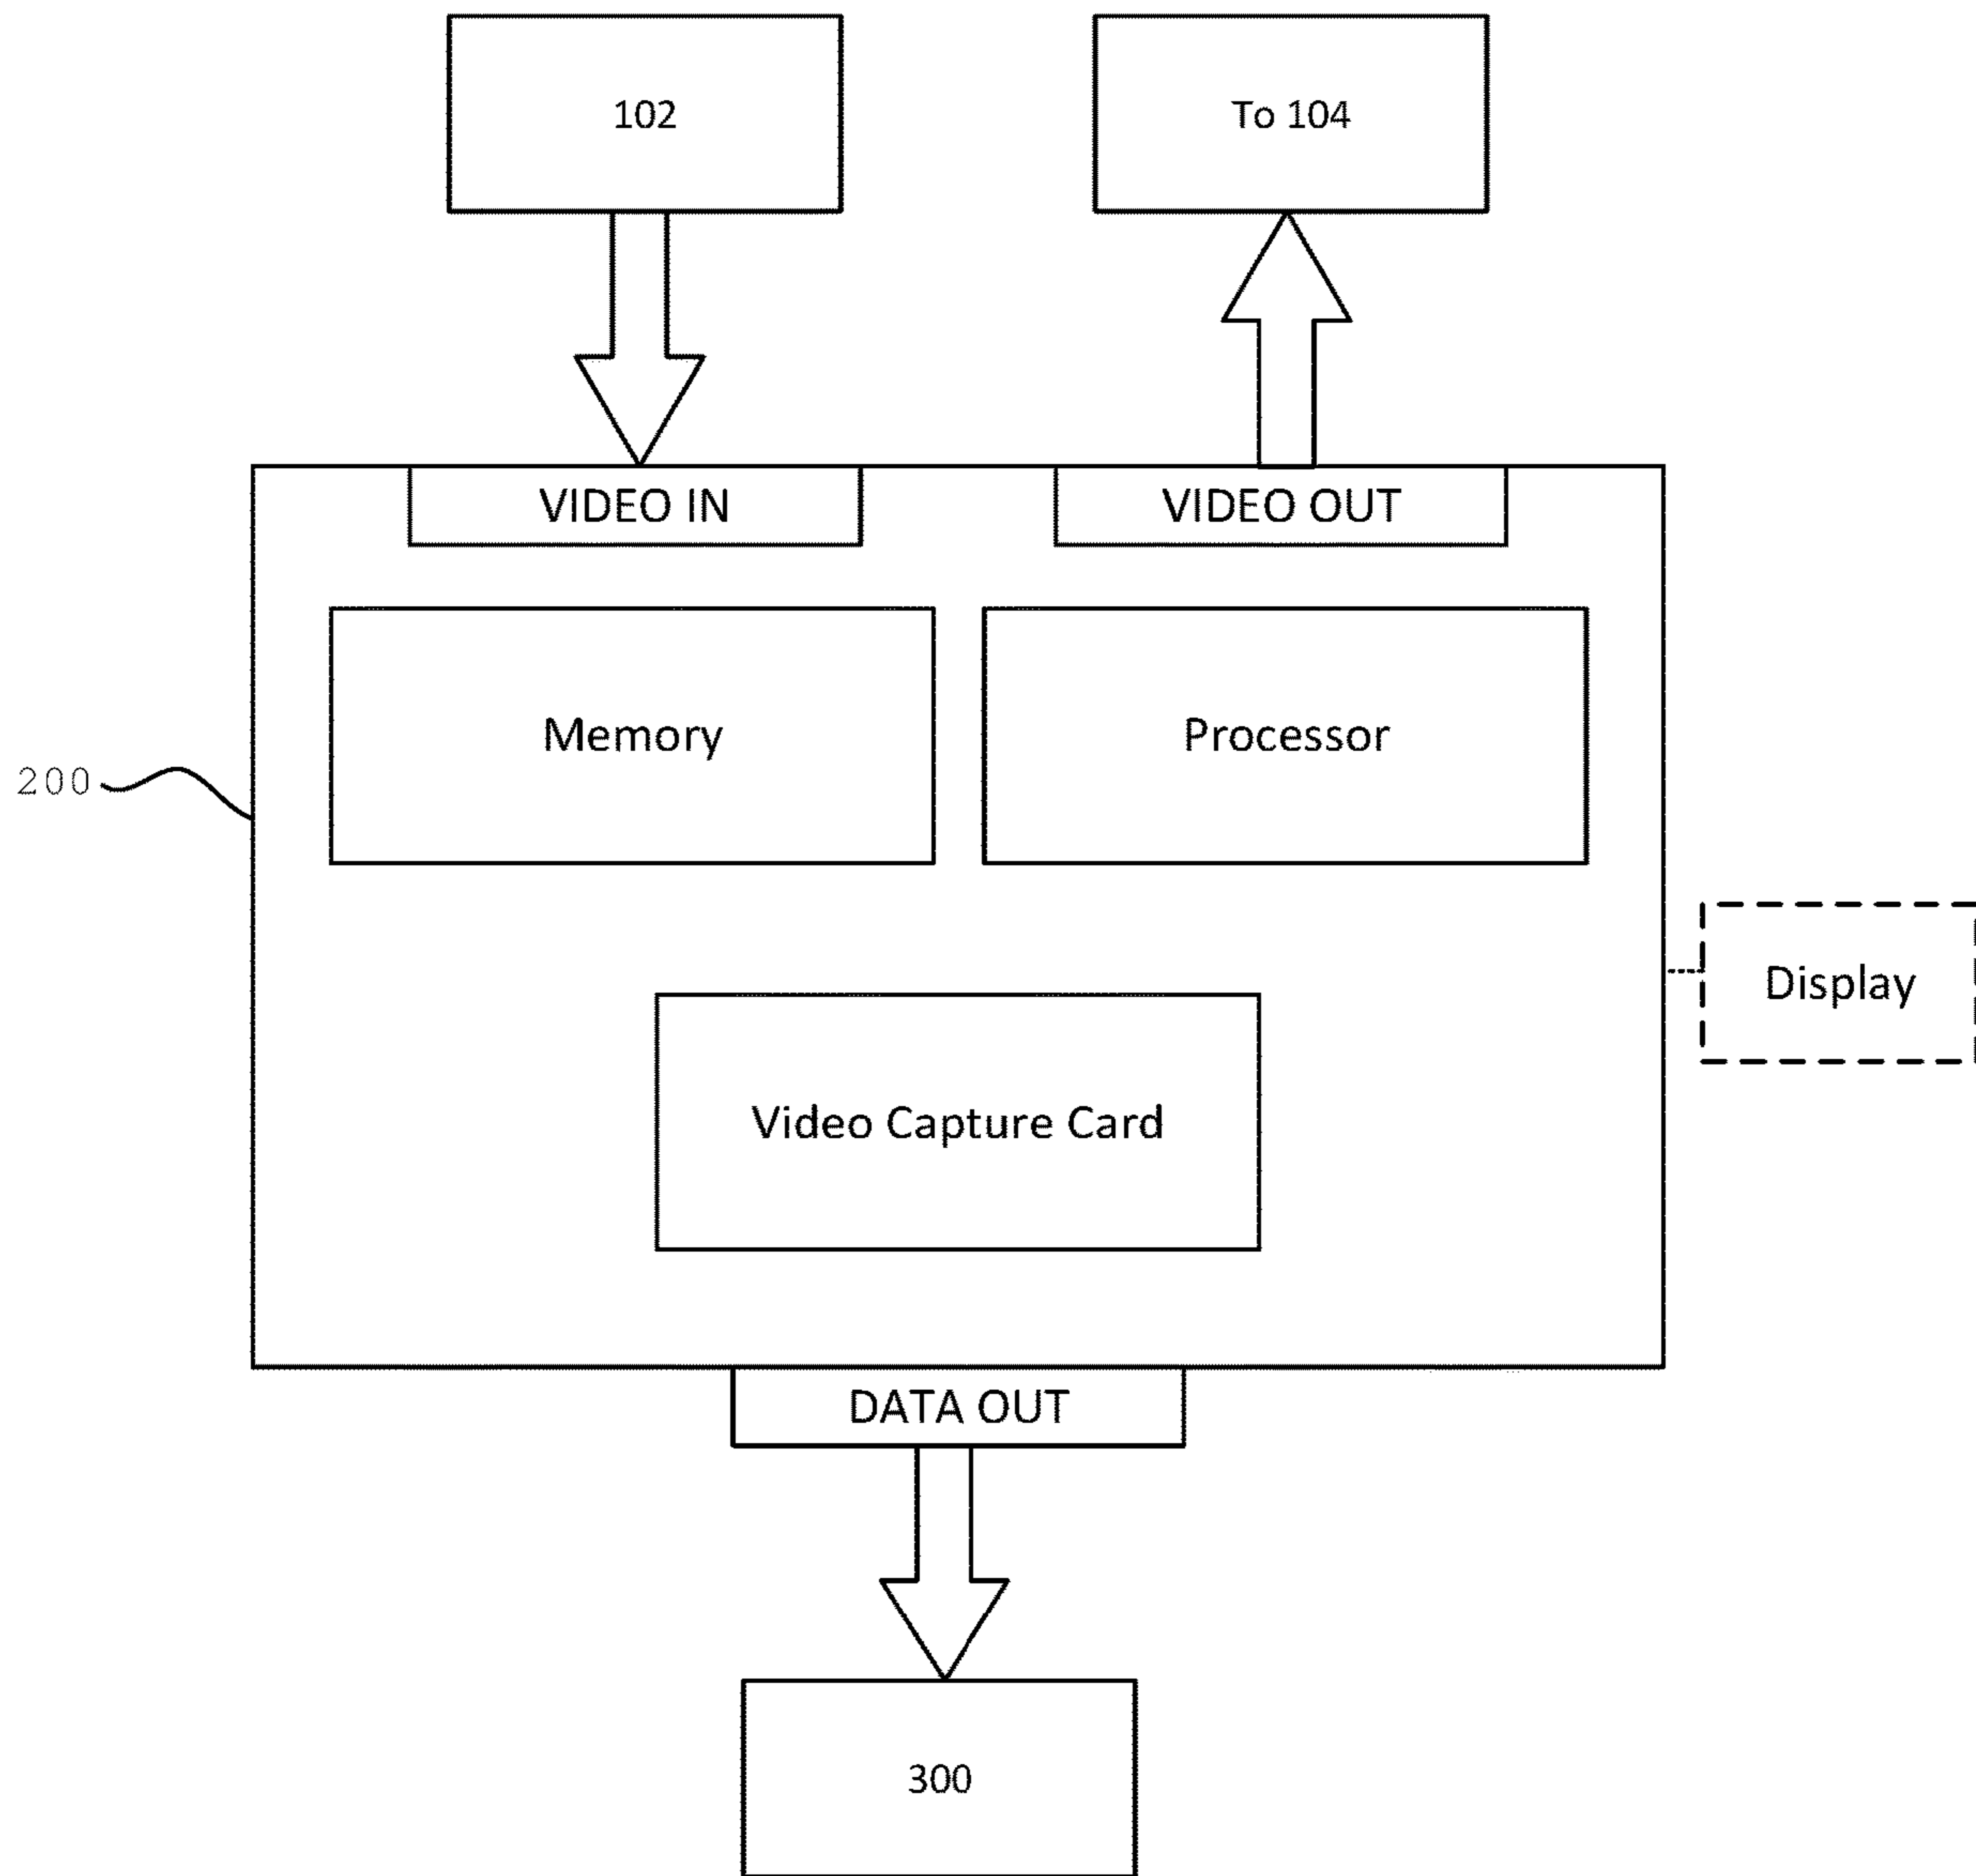 102
To 104
VIDEO IN
VIDEO OUT
Memory
Processor
200
Display
Video Capture Card
DATA OUT
300